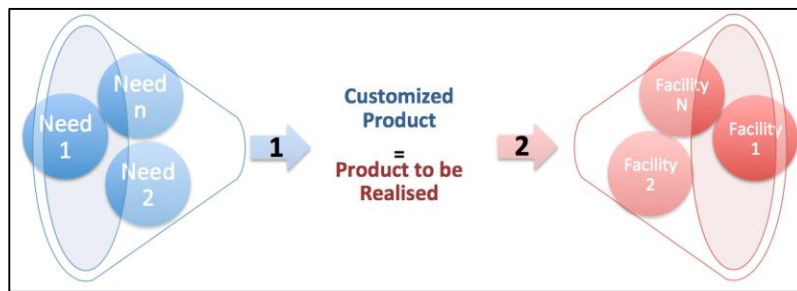 Need
n
Need
1
Need
2
1
Customized
Product
=
Product to be
Realised
2
Facility
N
Facility
1
Facility
2